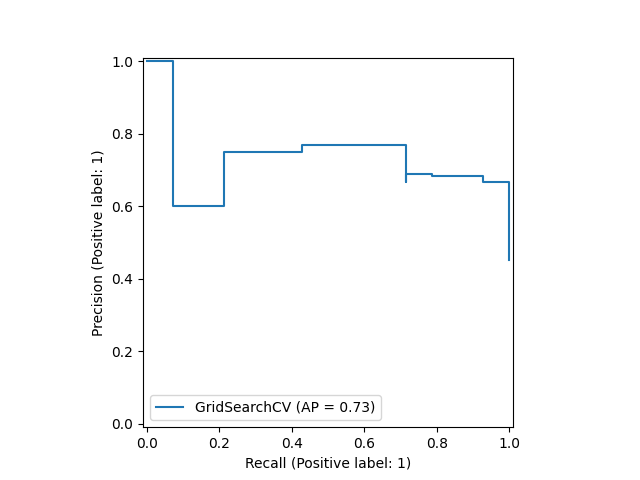 1.0
0.8
0.6
0.4
0.2
0.0
Precision (Positive label: 1)
GridSearchCV (AP = 0.73)
0.0 0.2 0.4 0.6 0.8 1.0
Recall (Positive label: 1)